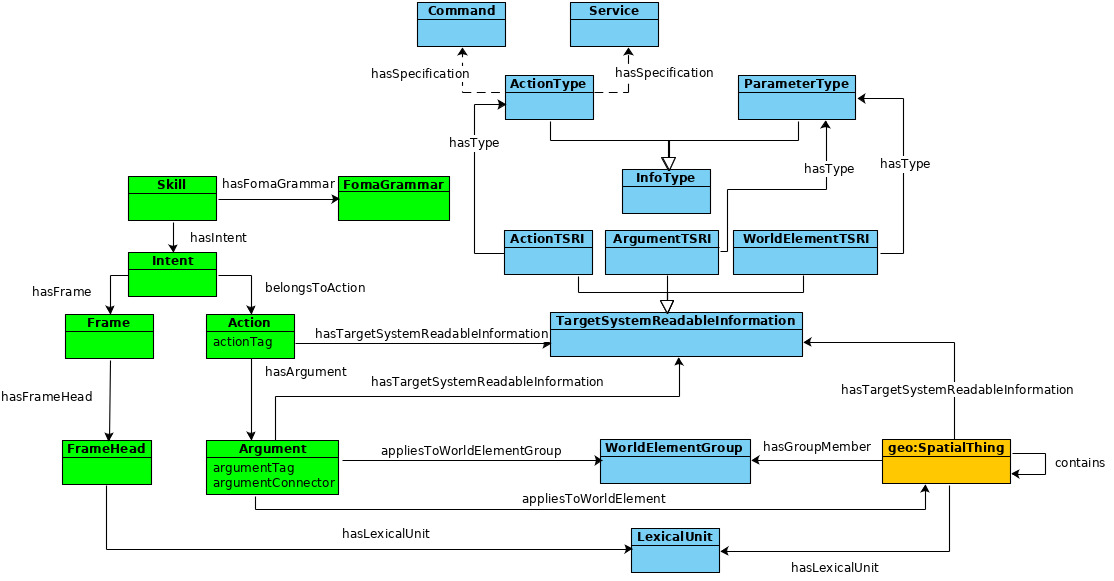 Command
Service
hasSpecification
hasSpecification
ActionType
ParameterType
hasType
hasType
hasType
InfoType
Skill
hasFomaGrammar
FomaGrammar
hasIntent
ActionTSRI
ArgumentTSRI
WorldElementTSRI
Intent
hasFrame
belongsToAction
Frame
Action
actionTag
hasTargetSystemReadableInformation
TargetSystemReadableInformation
hasArgument
hasTargetSystemReadableInformation
hasTargetSystemReadableInformation
hasFrameHead
FrameHead
Argument
argumentTag
argumentConnector
appliesToWorldElementGroup
WorldElementGroup
hasGroupMember
geo:SpatialThing
contains
appliesToWorldElement
hasLexicalUnit
LexicalUnit
hasLexicalUnit